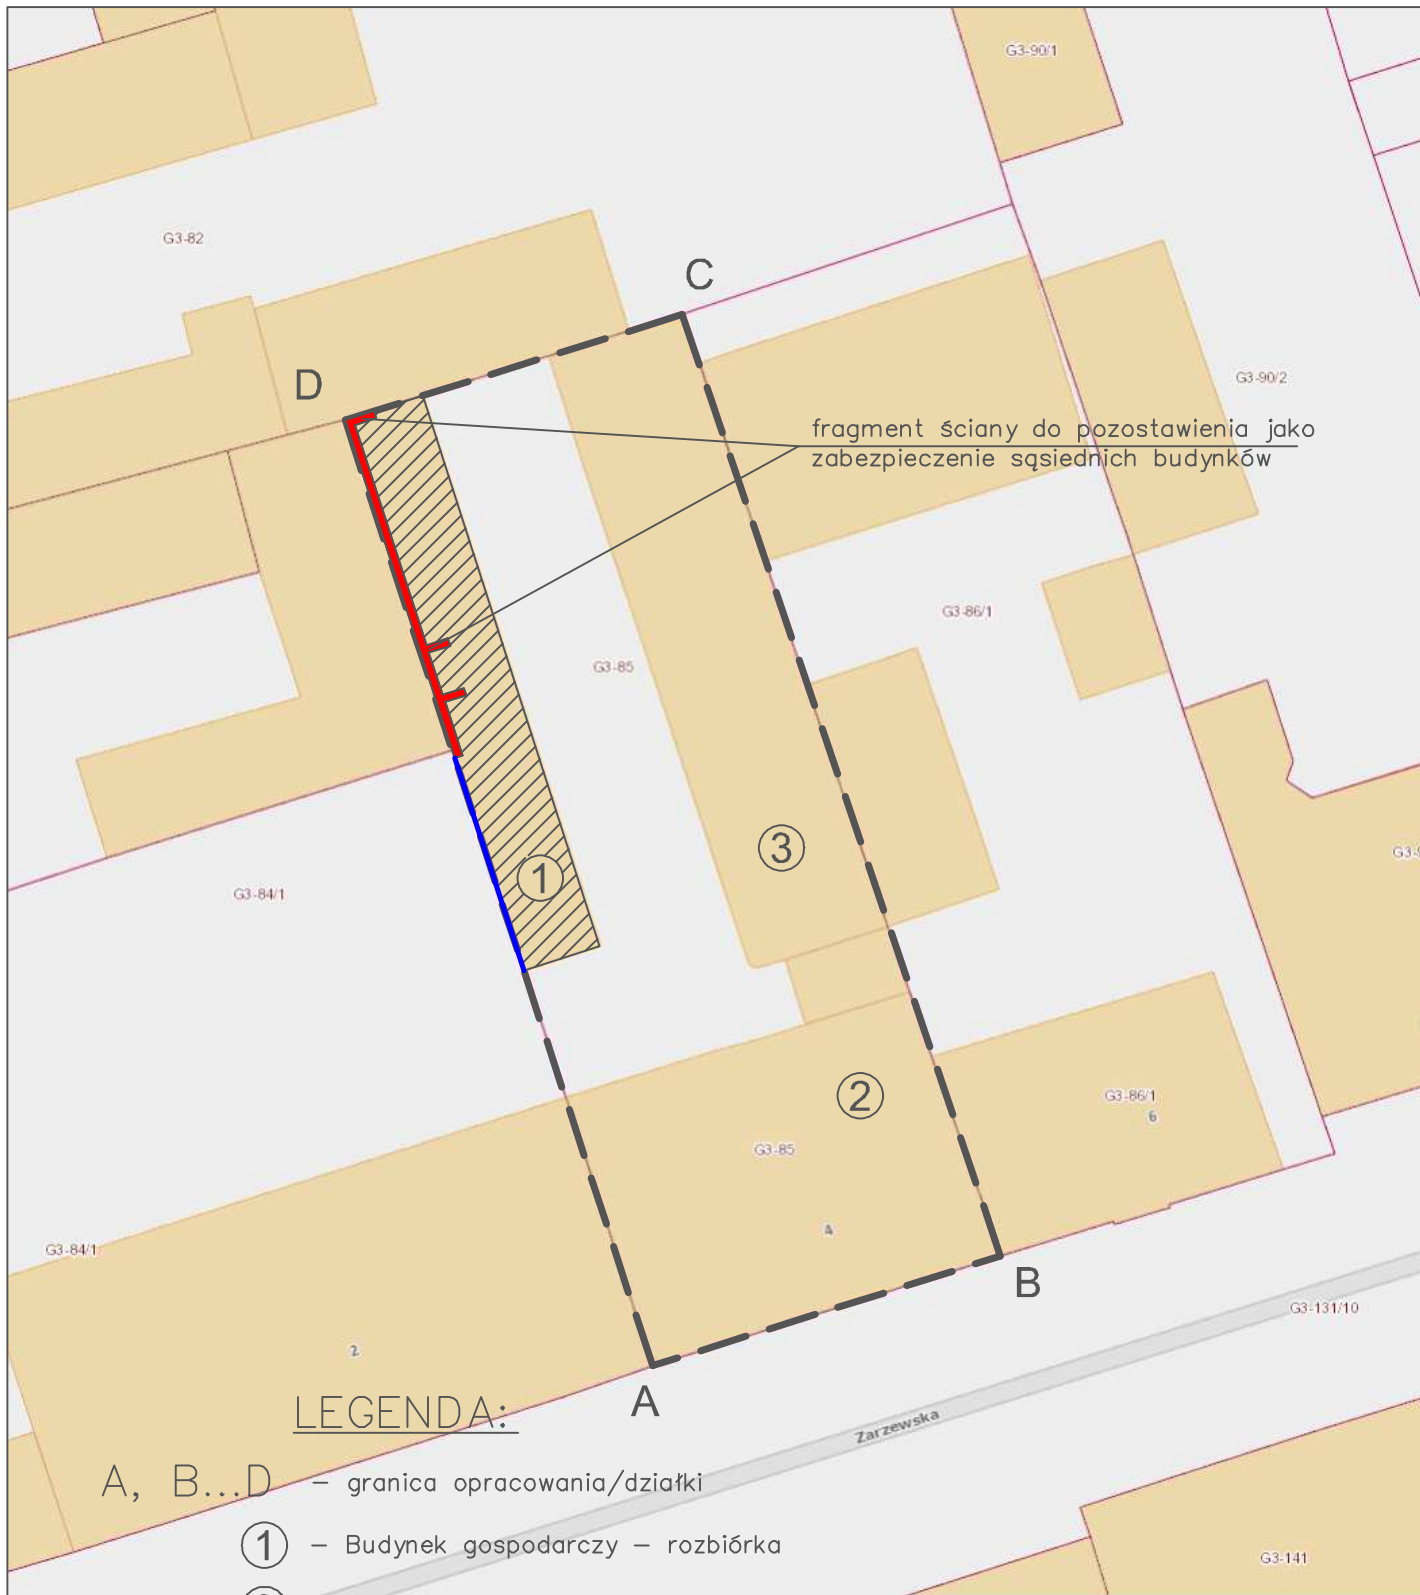 G3-90/1
G3-82
C
D
G3-90/2
fragment ściany do pozostawienia jako
zabezpieczenie sąsiednich budynków
G3-86/1
G3-85
3
1
G3-84/1
2
G3-86/1
6
G3-85
4
G3-84/1
B
G3-131/10
2
A
Zarzewska
LEGENDA:
A, B...D – granica opracowania/działki
1 – Budynek gospodarczy – rozbiórka
G3-141